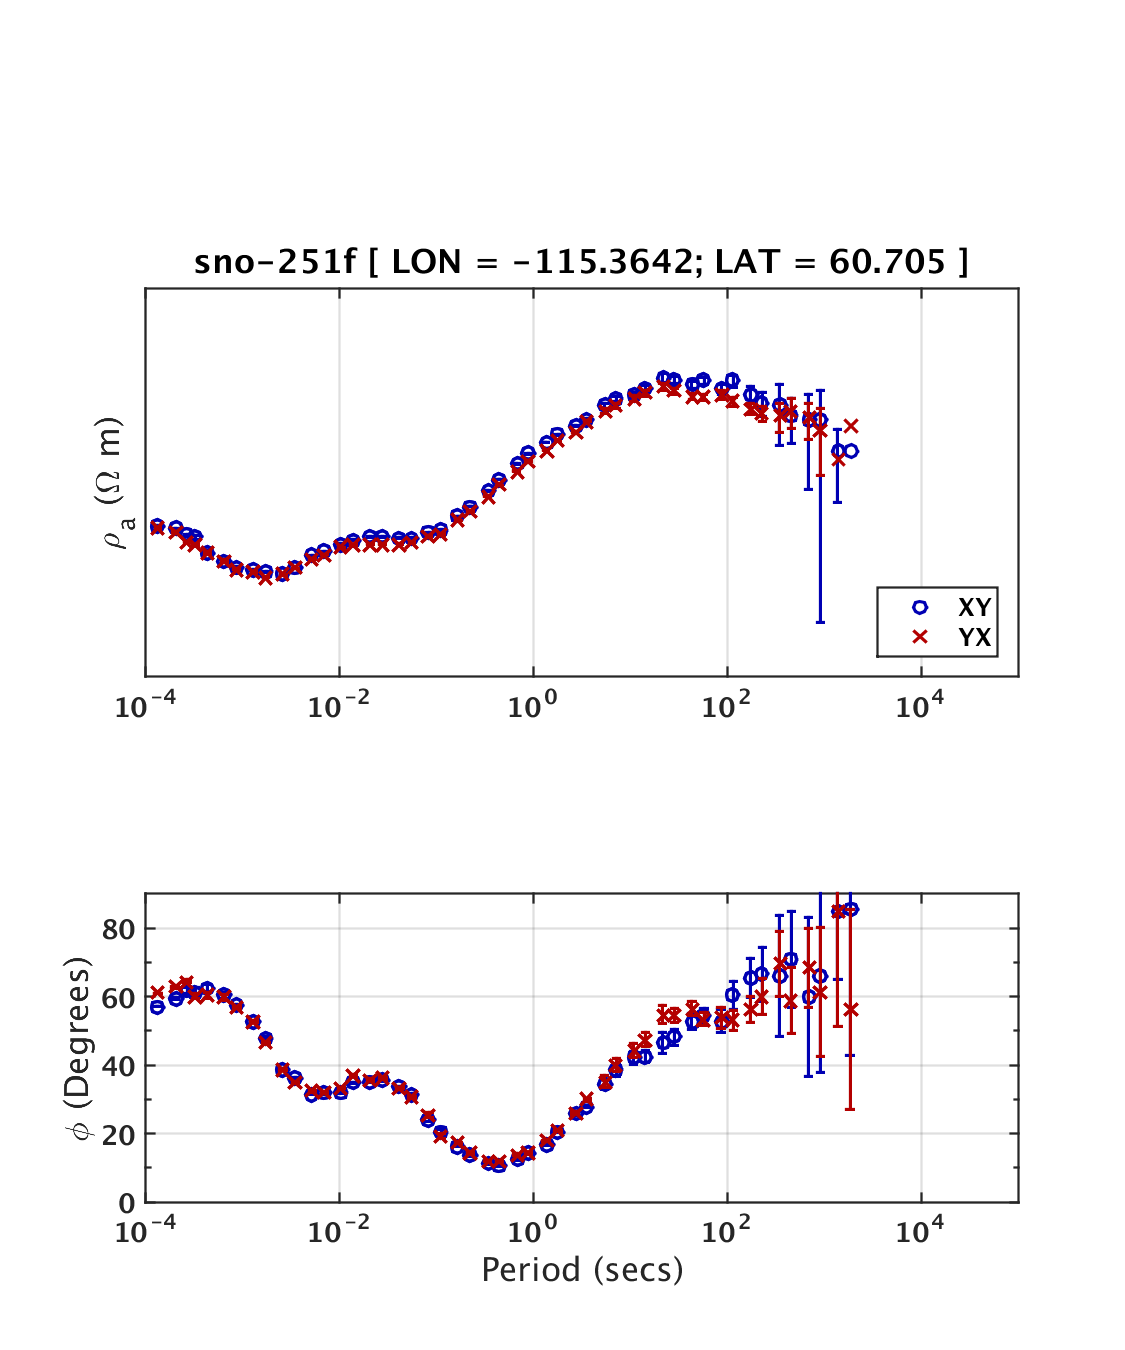 sno-251f [ LON = -115.3642; LAT = 60.705 ]
ρa (Ω m)
XY
YX
10^-4 10^-2 10^0 10^2 10^4
80
60
40
20
0
ϕ (Degrees)
10^-4 10^-2 10^0 10^2 10^4
Period (secs)